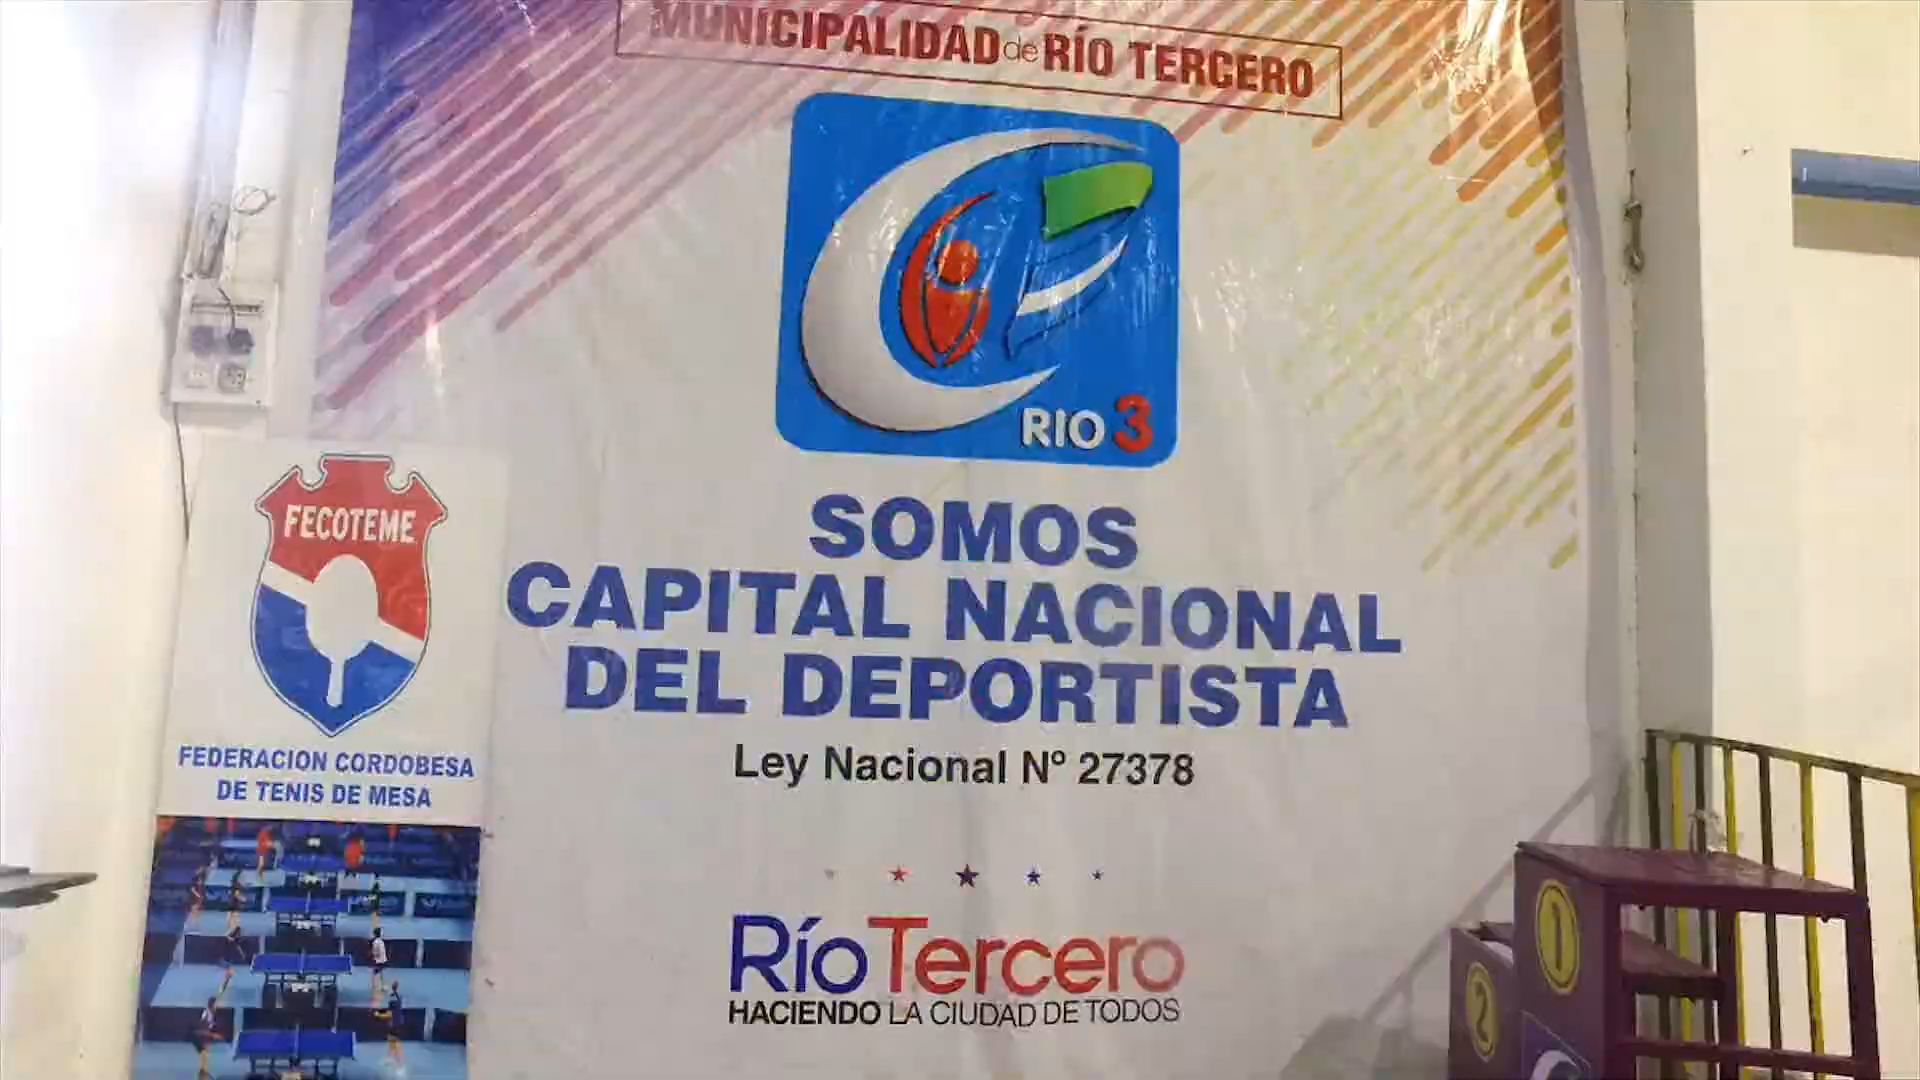 MUNICIPALIDAD de RÍO TERCERO
RIO 3
SOMOS
CAPITAL NACIONAL
DEL DEPORTISTA
Ley Nacional Nº 27378
RíoTercero
HACIENDO LA CIUDAD DE TODOS
FECOTEME
FEDERACION CORDOBESA
DE TENIS DE MESA
1
2